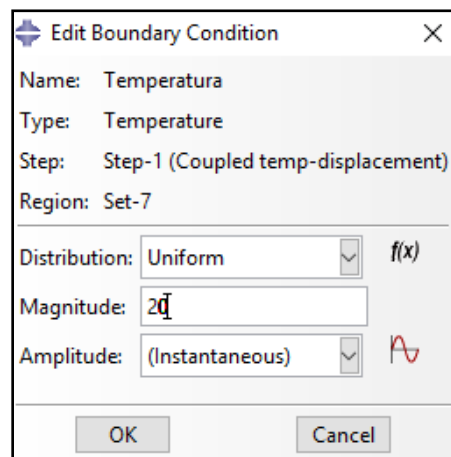 Edit Boundary Condition
Name: Temperatura
Type: Temperature
Step: Step-1 (Coupled temp-displacement)
Region: Set-7
Distribution: Uniform f(x)
Magnitude: 20
Amplitude: (Instantaneous)
OK Cancel